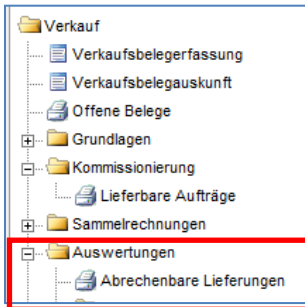 Verkauf
Verkaufsbelegerfassung
Verkaufsbelegauskunft
Offene Belege
Grundlagen
Kommissionierung
Lieferbare Aufträge
Sammelrechnungen
Auswertungen
Abrechenbare Lieferungen